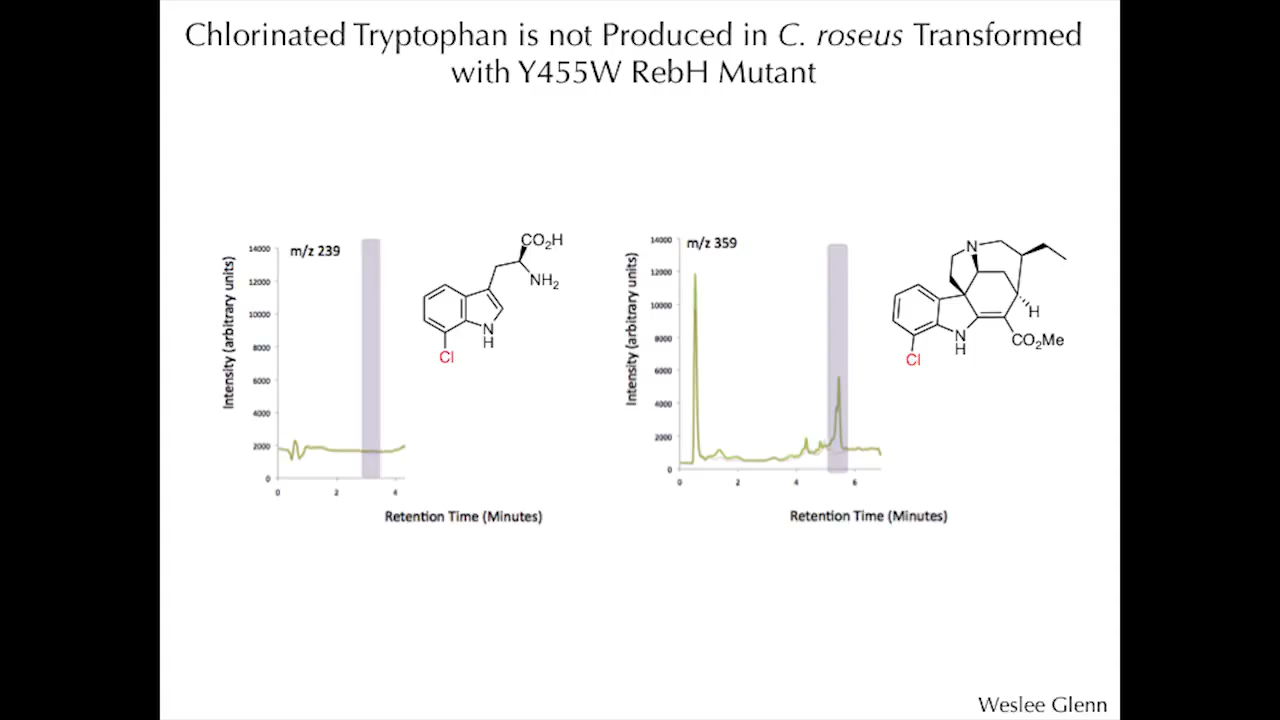 Chlorinated Tryptophan is not Produced in C. roseus Transformed
with Y455W RebH Mutant
m/z 239
Intensity (arbitrary units)
14000
12000
10000
8000
6000
4000
2000
0
0 2 4
Retention Time (Minutes)
CO2H
NH2
N
H
Cl
m/z 359
Intensity (arbitrary units)
14000
12000
10000
8000
6000
4000
2000
0
0 2 4 6
Retention Time (Minutes)
N
H
CO2Me
N
H
Cl
Weslee Glenn